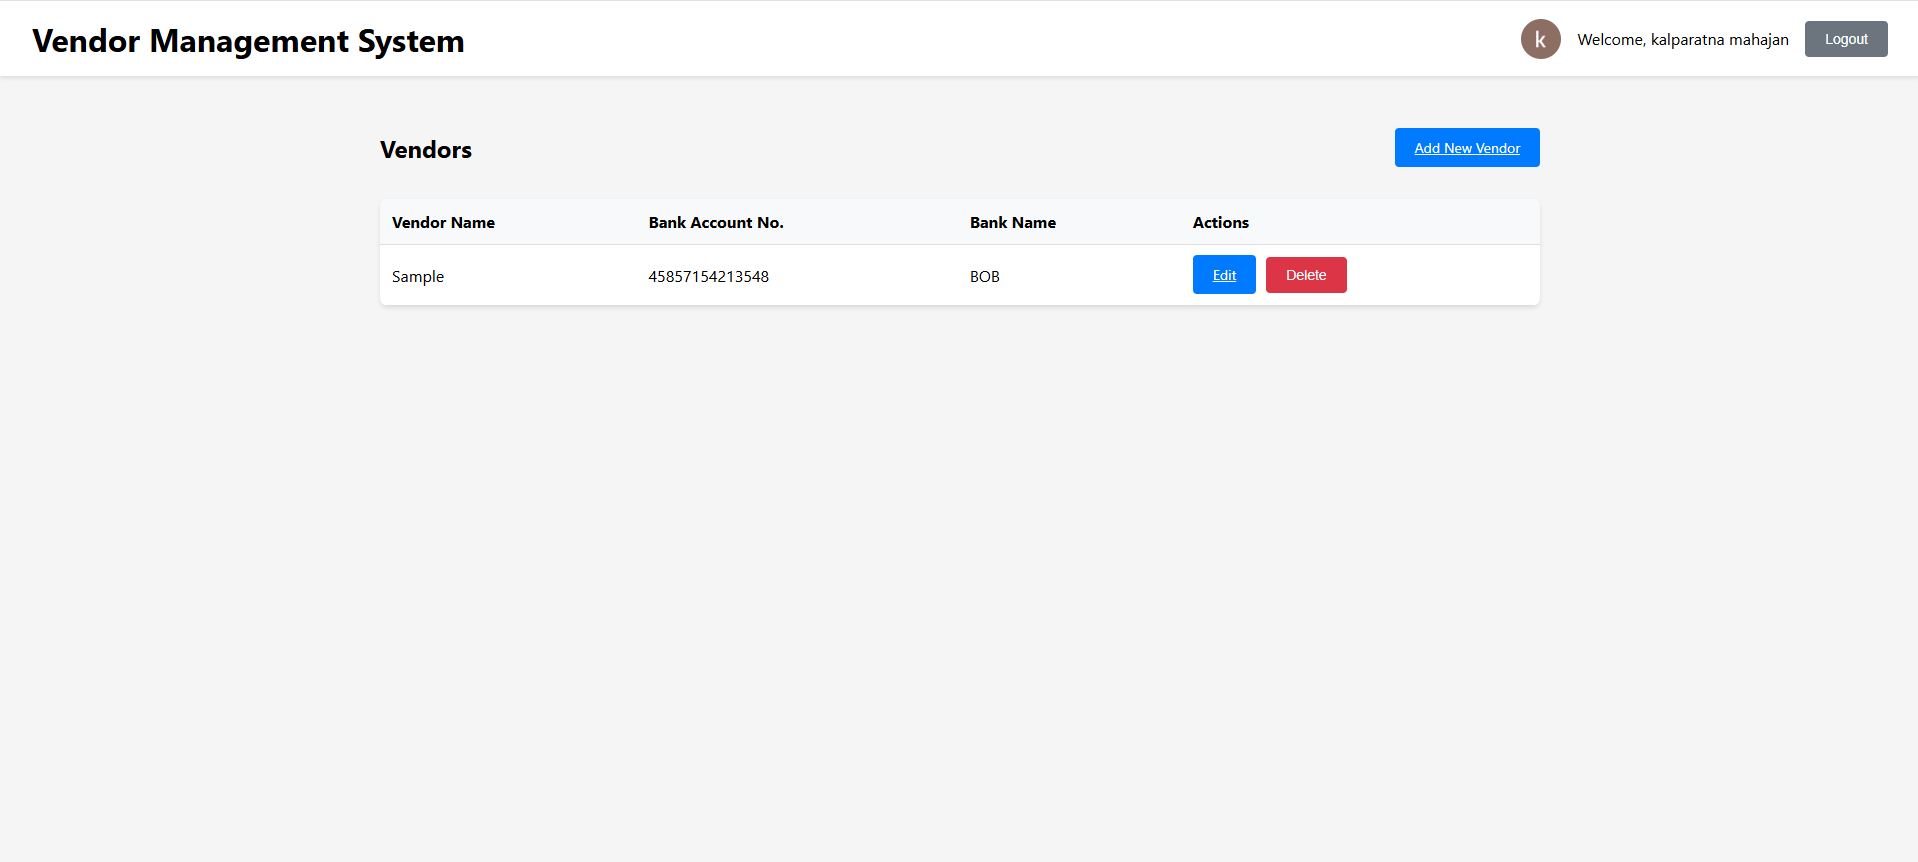 Vendor Management System
k
Welcome, kalparatna mahajan
Logout
Vendors
Add New Vendor
Vendor Name Bank Account No. Bank Name Actions
Sample 45857154213548 BOB Edit Delete